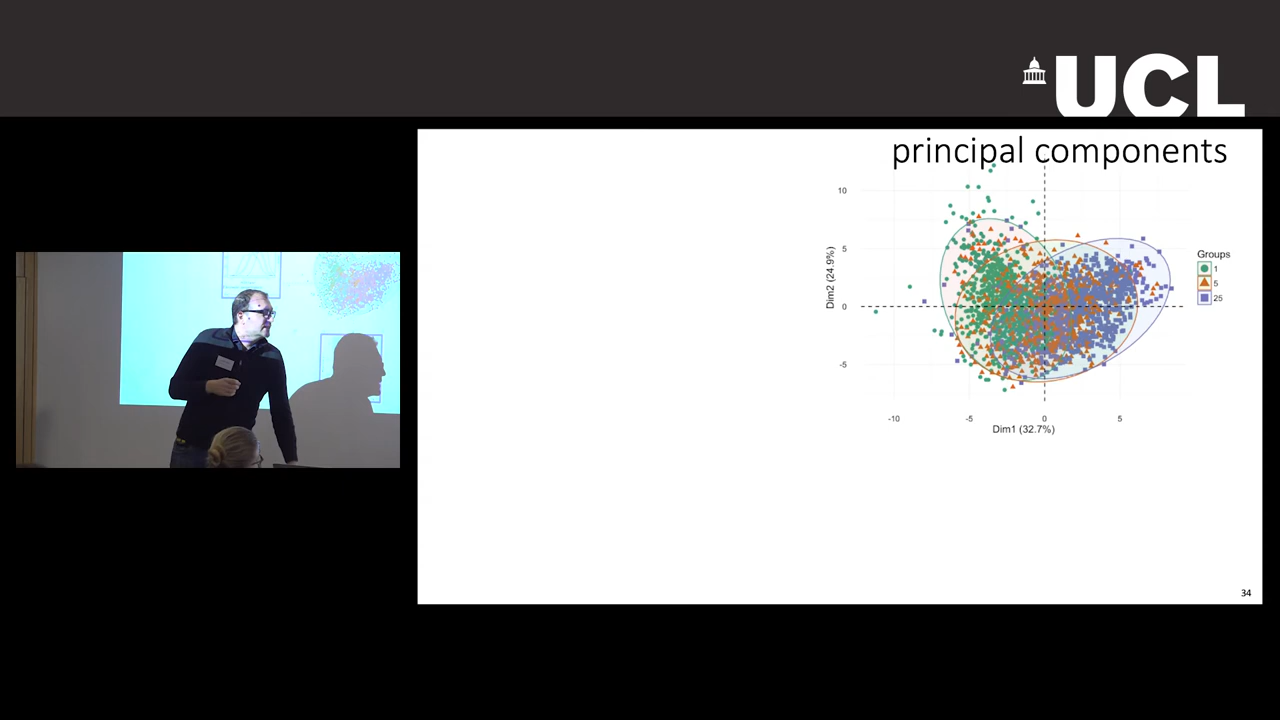 UCL
principal components
10
5
0
-5
Dim2 (24.9%)
-10
-5
0
5
Dim1 (32.7%)
Groups
1
5
25
34